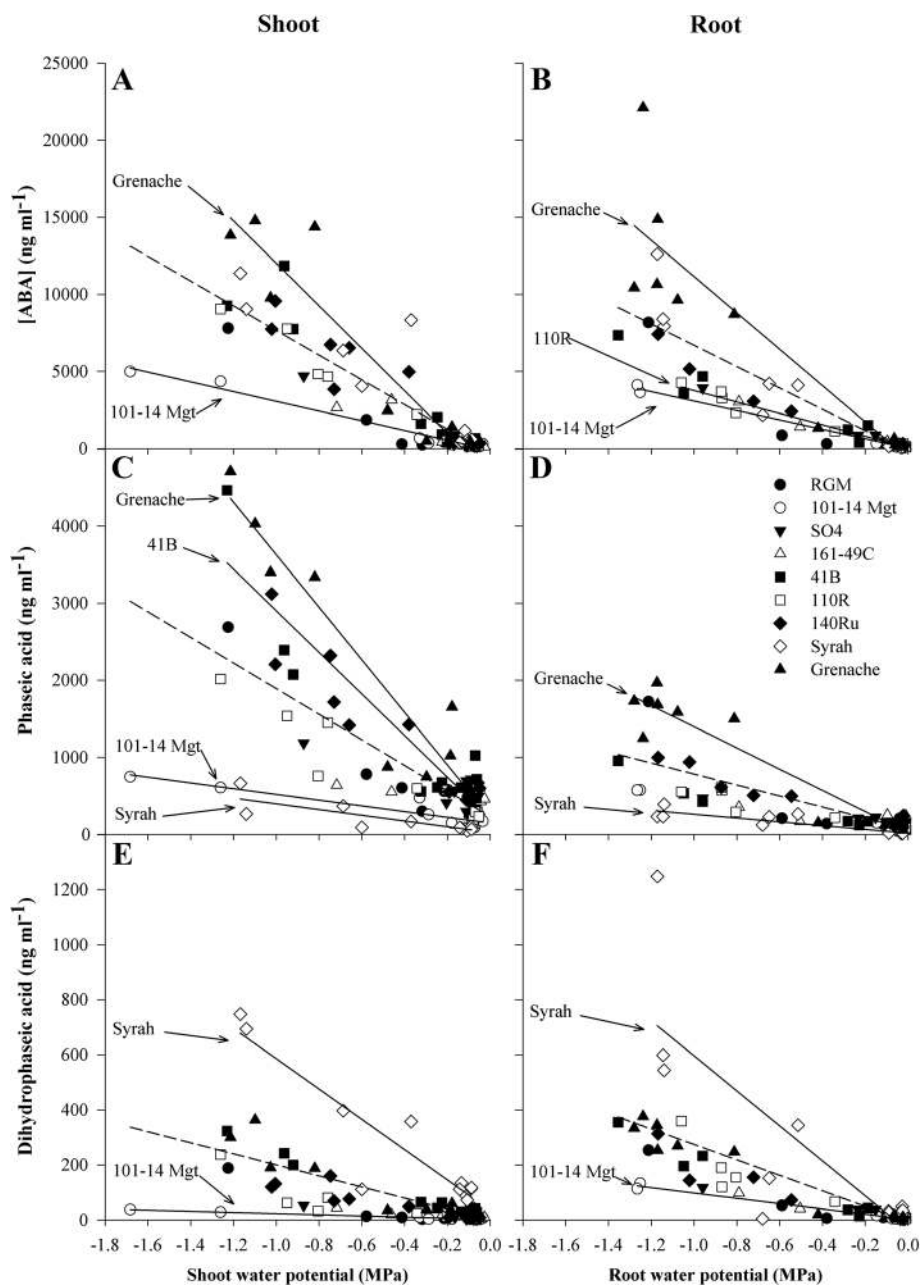 Shoot
Root
A
25000
20000
15000
10000
5000
0
[ABA] (ng ml⁻¹)
Grenache
101-14 Mgt
B
Grenache
110R
101-14 Mgt
C
4000
3000
2000
1000
0
Phaseic acid (ng ml⁻¹)
Grenache
41B
101-14 Mgt
Syrah
D
RGM
101-14 Mgt
SO4
161-49C
41B
110R
140Ru
Syrah
Grenache
Grenache
Syrah
E
1200
1000
800
600
400
200
0
Dihydrophaseic acid (ng ml⁻¹)
Syrah
101-14 Mgt
F
Syrah
101-14 Mgt
-1.8 -1.6 -1.4 -1.2 -1.0 -0.8 -0.6 -0.4 -0.2 0.0
-1.8 -1.6 -1.4 -1.2 -1.0 -0.8 -0.6 -0.4 -0.2 0.0
Shoot water potential (MPa)
Root water potential (MPa)